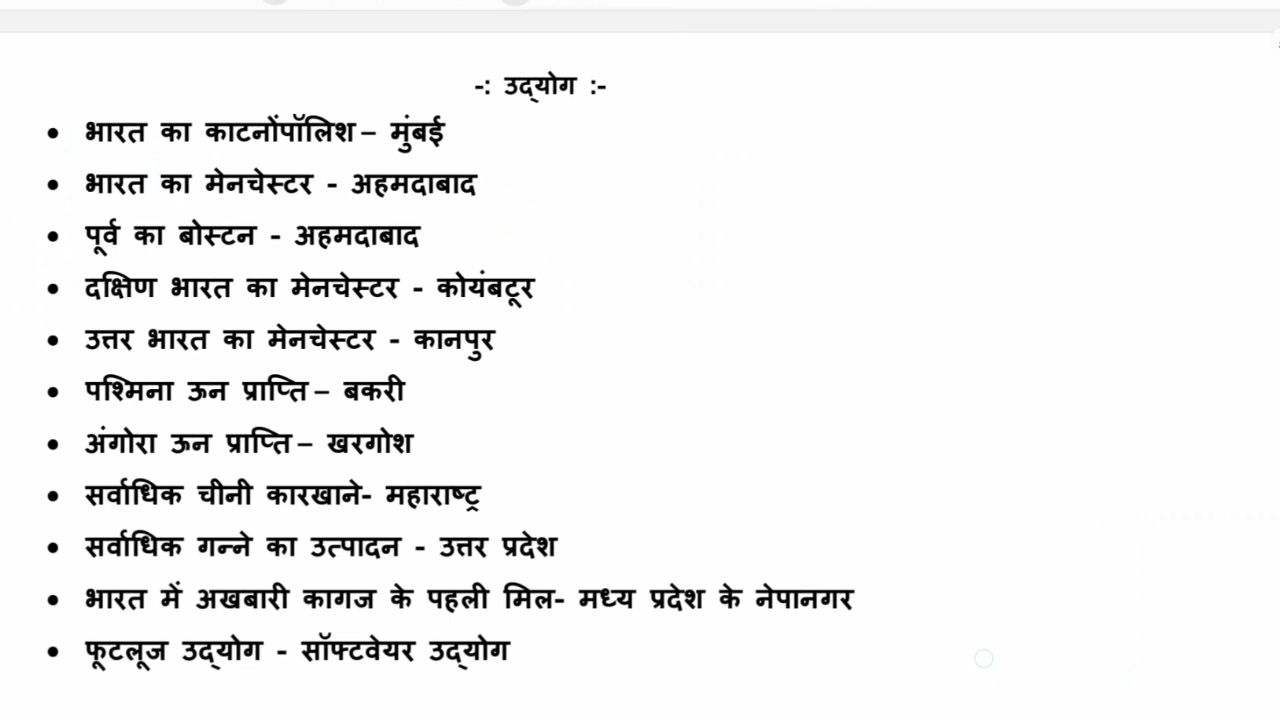 -: उद्योग :-
• भारत का काटनोंपॉलिश – मुंबई
• भारत का मेनचेस्टर - अहमदाबाद
• पूर्व का बोस्टन - अहमदाबाद
• दक्षिण भारत का मेनचेस्टर - कोयंबटूर
• उत्तर भारत का मेनचेस्टर - कानपुर
• पश्मिना ऊन प्राप्ति – बकरी
• अंगोरा ऊन प्राप्ति – खरगोश
• सर्वाधिक चीनी कारखाने- महाराष्ट्र
• सर्वाधिक गन्ने का उत्पादन - उत्तर प्रदेश
• भारत में अखबारी कागज के पहली मिल- मध्य प्रदेश के नेपानगर
• फूटलूज उद्योग - सॉफ्टवेयर उद्योग